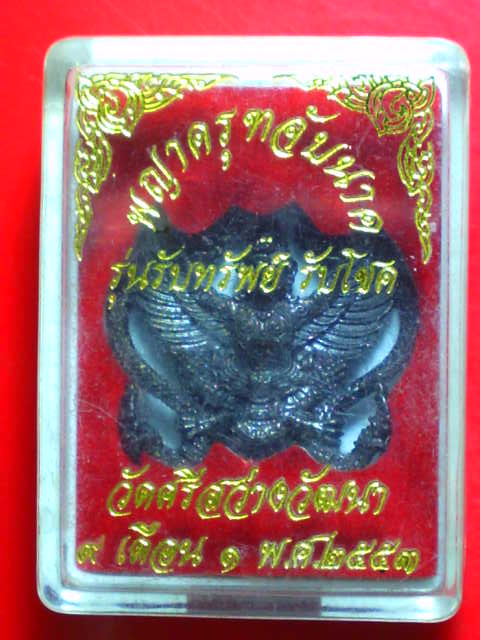 พญาครุฑจับนาค
รุ่นรับทรัพย์ รับโชค
วัดศรีสว่างวัฒนา
๙ เดือน ๑ พ.ศ.๒๕๕๓